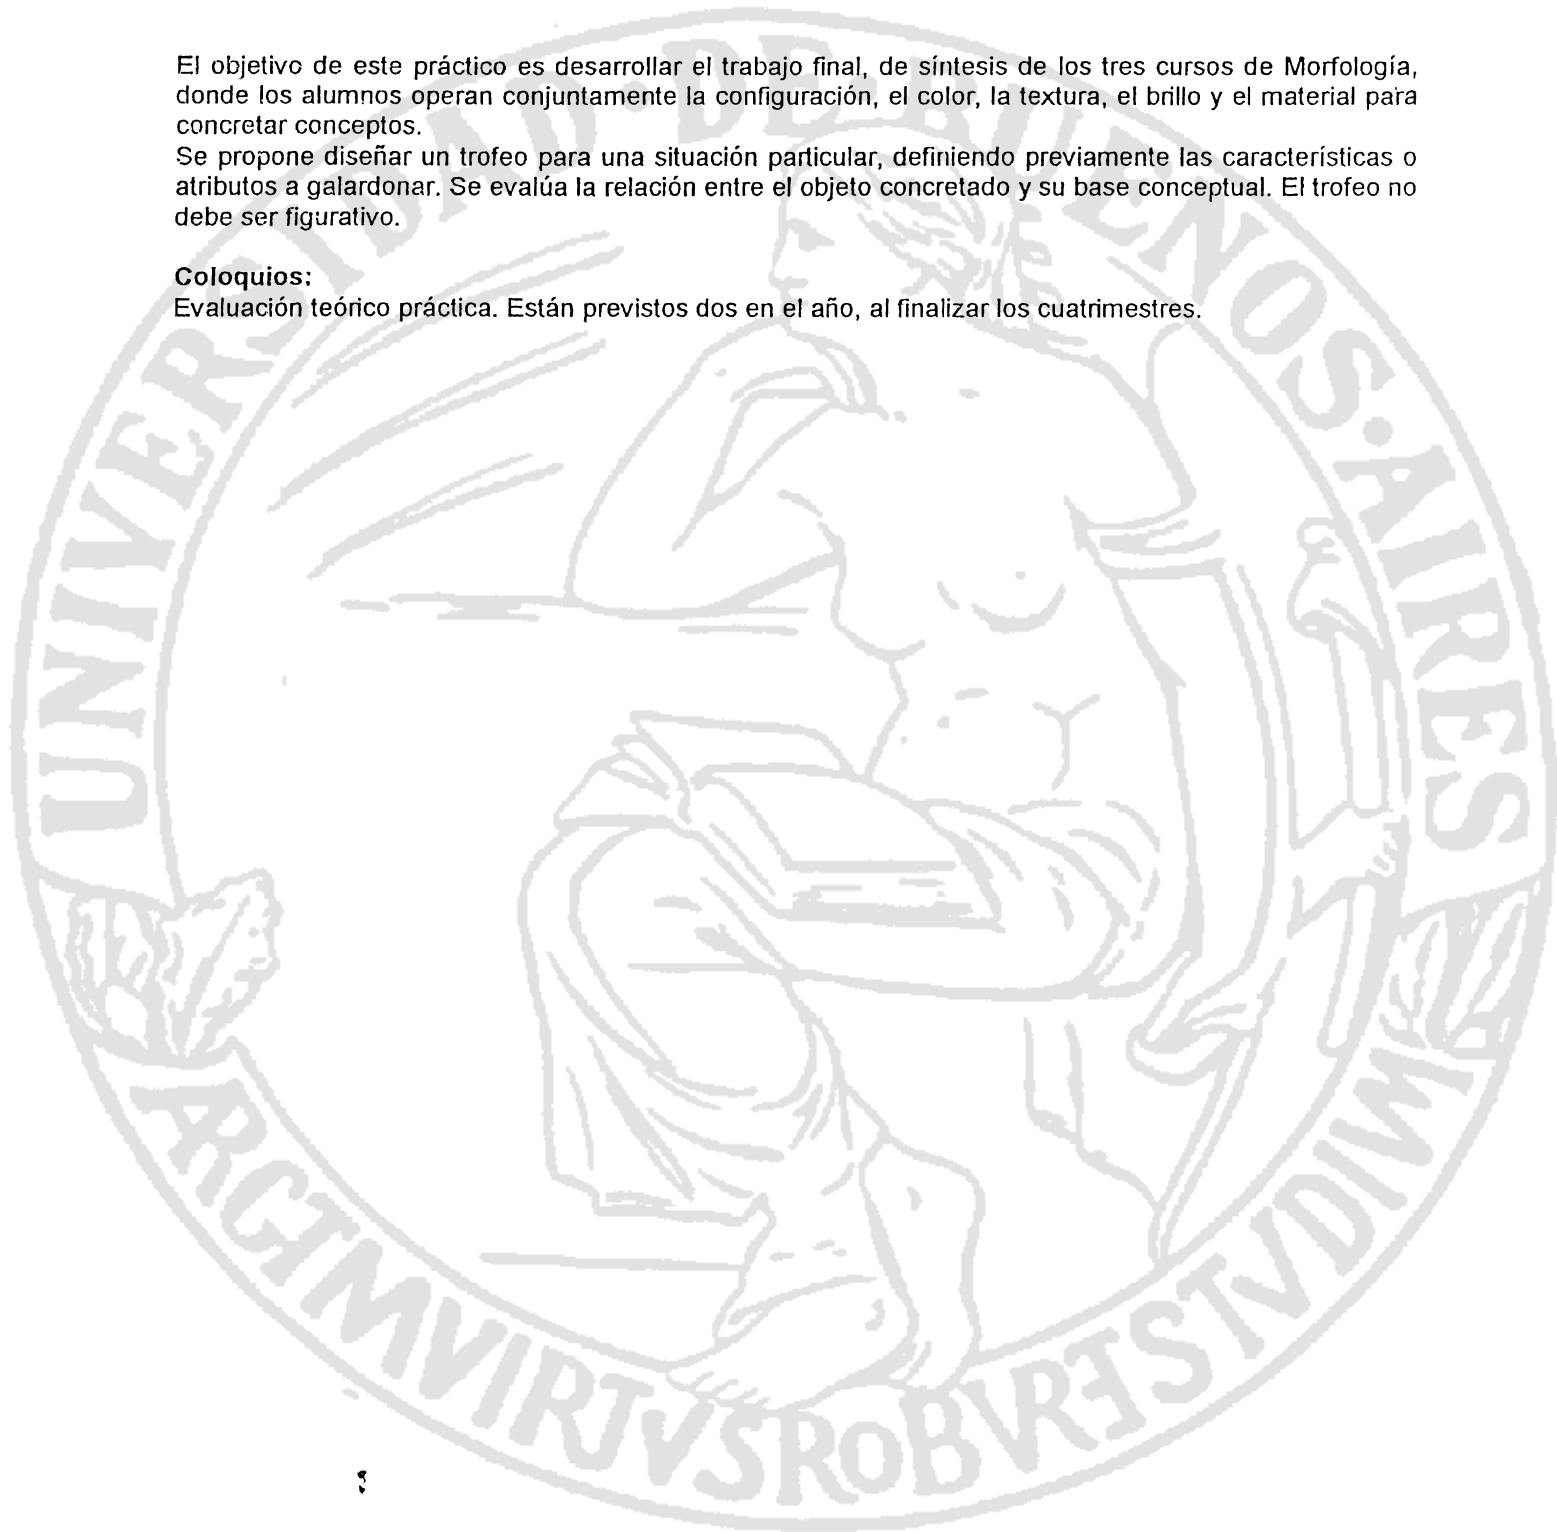 El objetivo de este práctico es desarrollar el trabajo final, de síntesis de los tres cursos de Morfología,
donde los alumnos operan conjuntamente la configuración, el color, la textura, el brillo y el material para
concretar conceptos.
Se propone diseñar un trofeo para una situación particular, definiendo previamente las características o
atributos a galardonar. Se evalúa la relación entre el objeto concretado y su base conceptual. El trofeo no
debe ser figurativo.
Coloquios:
Evaluación teórico práctica. Están previstos dos en el año, al finalizar los cuatrimestres.
UNIVERSIDAD·DE·BUENOS·AIRES
ARGTMVIRTVSROBVRETSTVDIVM